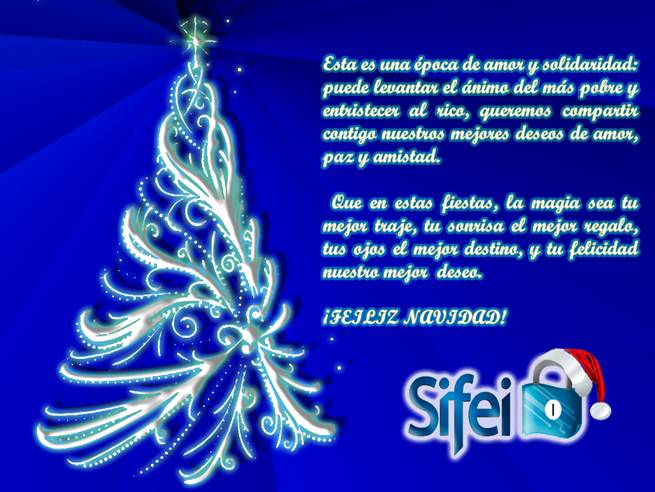 Esta es una época de amor y solidaridad:
puede levantar el ánimo del más pobre y
entristecer al rico, queremos compartir
contigo nuestros mejores deseos de amor,
paz y amistad.
Que en estas fiestas, la magia sea tu
mejor traje, tu sonrisa el mejor regalo,
tus ojos el mejor destino, y tu felicidad
nuestro mejor deseo.
¡FEILIZ NAVIDAD!
Sifei